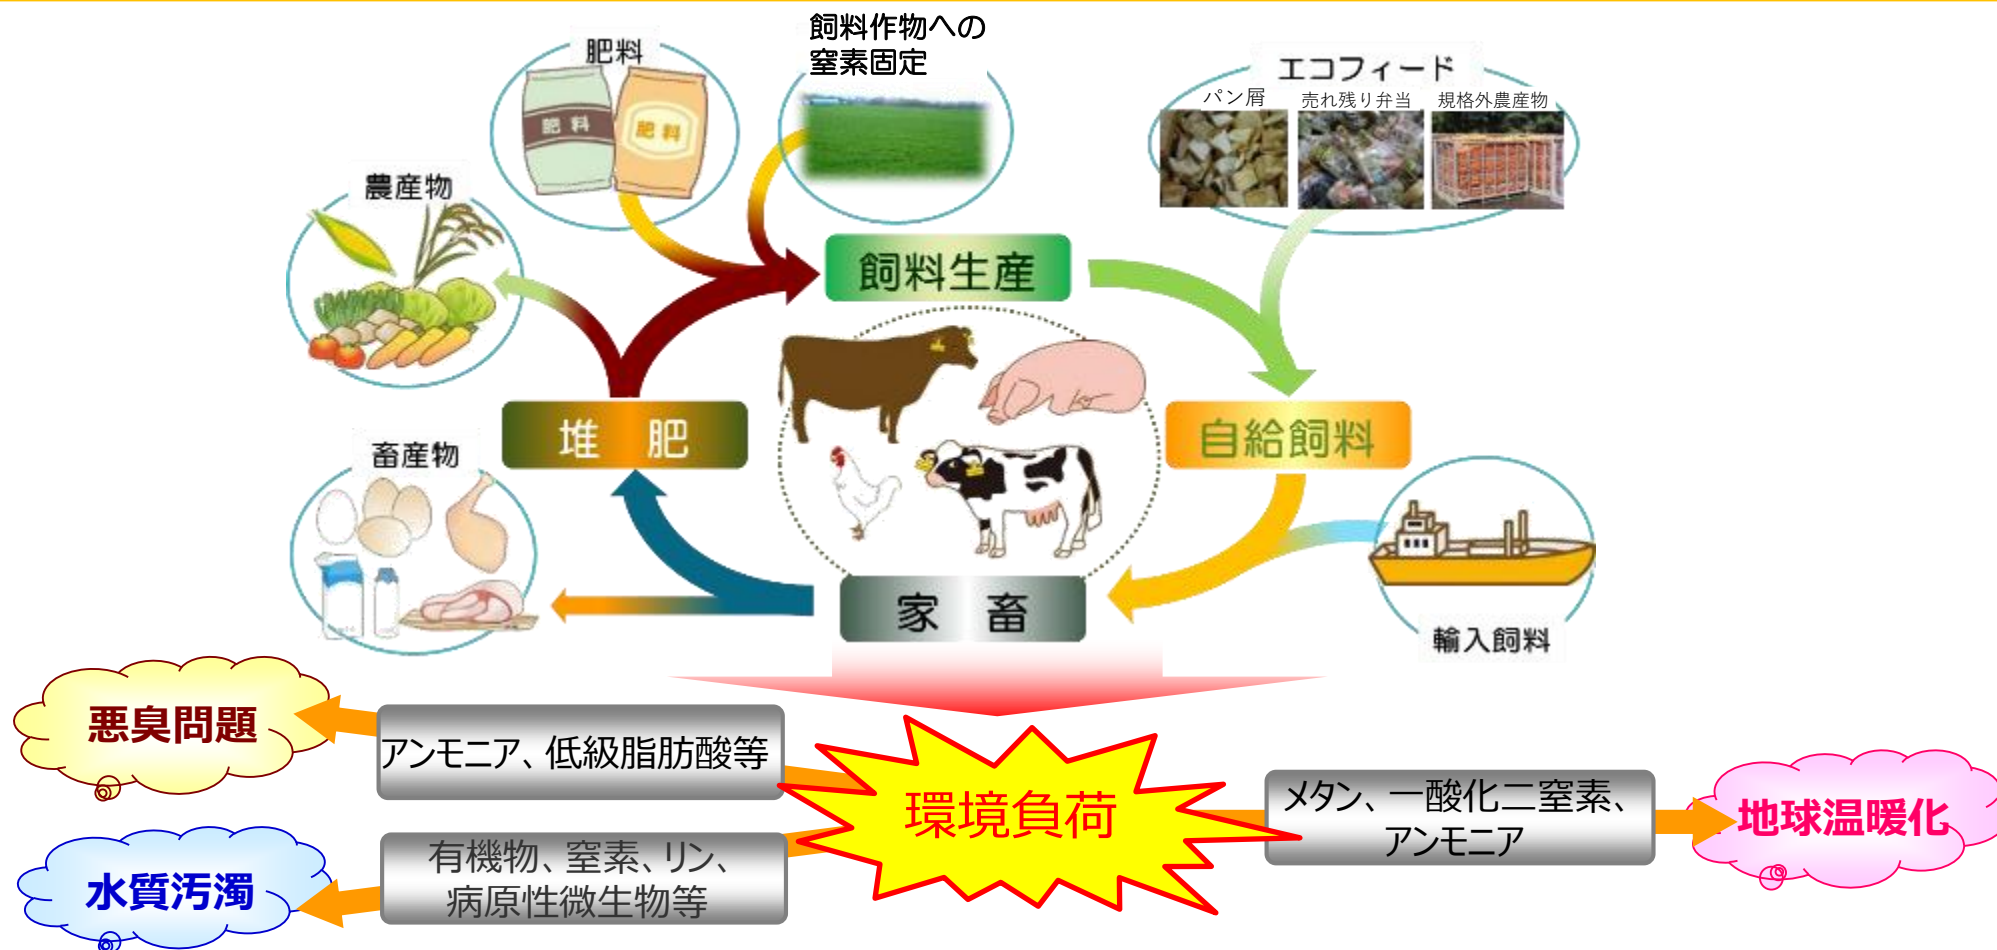 飼料作物への
窒素固定
肥料
エコフィード
パン屑
売れ残り弁当
規格外農産物
肥料
肥料
農産物
飼料生産
堆　肥
自給飼料
畜産物
家　畜
輸入飼料
悪臭問題
アンモニア、低級脂肪酸等
環境負荷
メタン、一酸化二窒素、
アンモニア
地球温暖化
有機物、窒素、リン、
病原性微生物等
水質汚濁